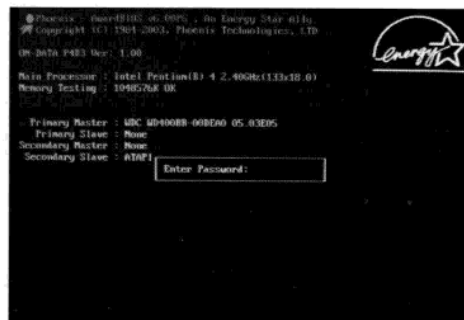 Phoenix - AwardBIOS v6.00PG, An Energy Star Ally
Copyright (C) 1984-2003, Phoenix Technologies, LTD
P4B3 Ver: 1.00
Main Processor : Intel Pentium(R) 4 2.40GHz(133x18.0)
Memory Testing : 1048576K OK
Primary Master : WDC WD400BB-00DEA0 05.03E05
Primary Slave : None
Secondary Master : None
Secondary Slave : ATAPI
Enter Password:
energy